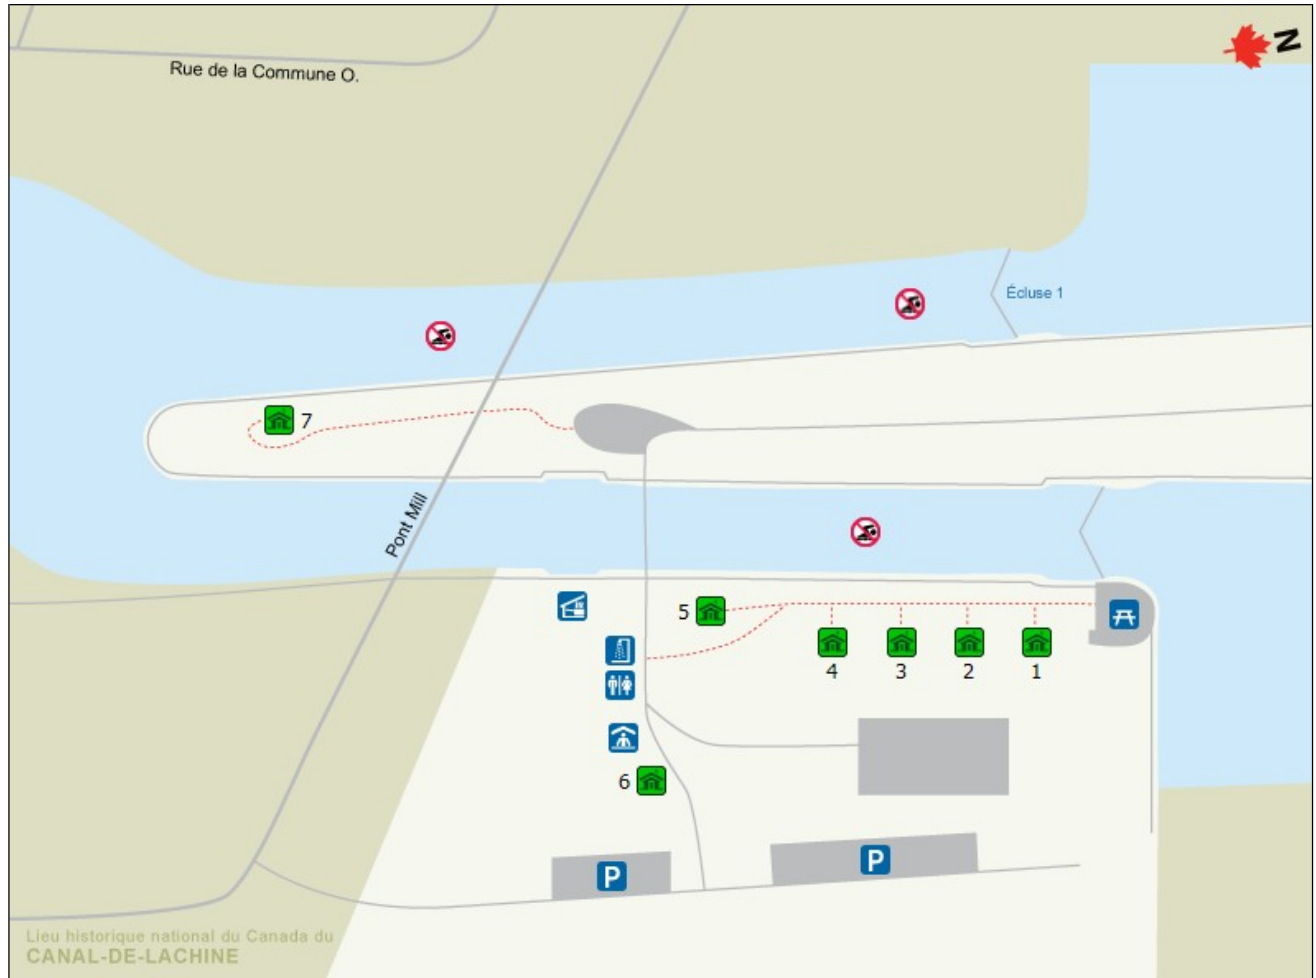 N
Rue de la Commune O.
Écluse 1
7
Pont Mill
5
4
3
2
1
6
P
P
Lieu historique national du Canada du
CANAL-DE-LACHINE